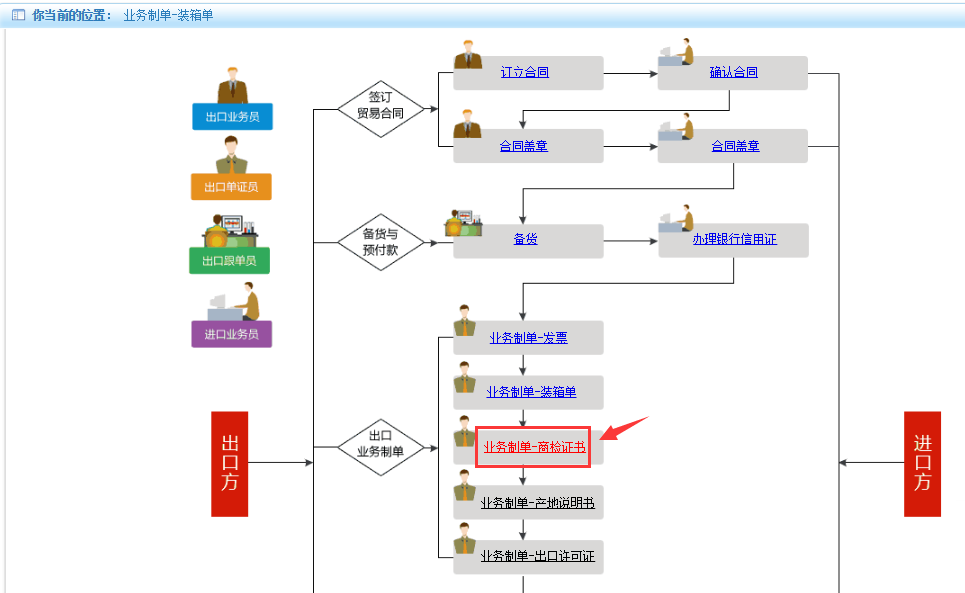 你当前的位置： 业务制单-装箱单
出口业务员
出口单证员
出口跟单员
进口业务员
签订
贸易合同
订立合同
确认合同
合同盖章
合同盖章
备货与
预付款
备货
办理银行信用证
出口
业务制单
业务制单-发票
业务制单-装箱单
业务制单-商检证书
业务制单-产地说明书
业务制单-出口许可证
出口方
进口方